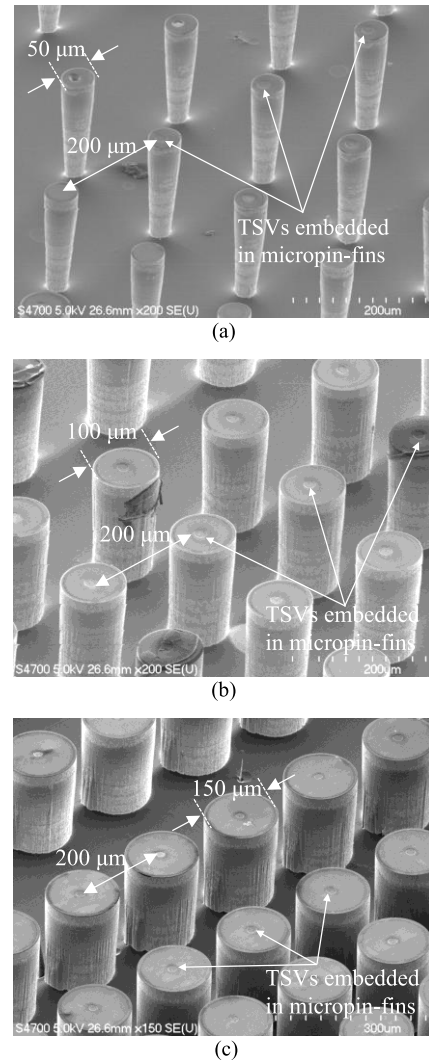 50 μm
200 μm
TSVs embedded
in micropin-fins
S4700 5.0kV 26.6mm x200 SE(U)
200um
(a)
100 μm
200 μm
TSVs embedded
in micropin-fins
S4700 5.0kV 26.6mm x200 SE(U)
200um
(b)
150 μm
200 μm
TSVs embedded
in micropin-fins
S4700 5.0kV 26.6mm x150 SE(U)
300um
(c)